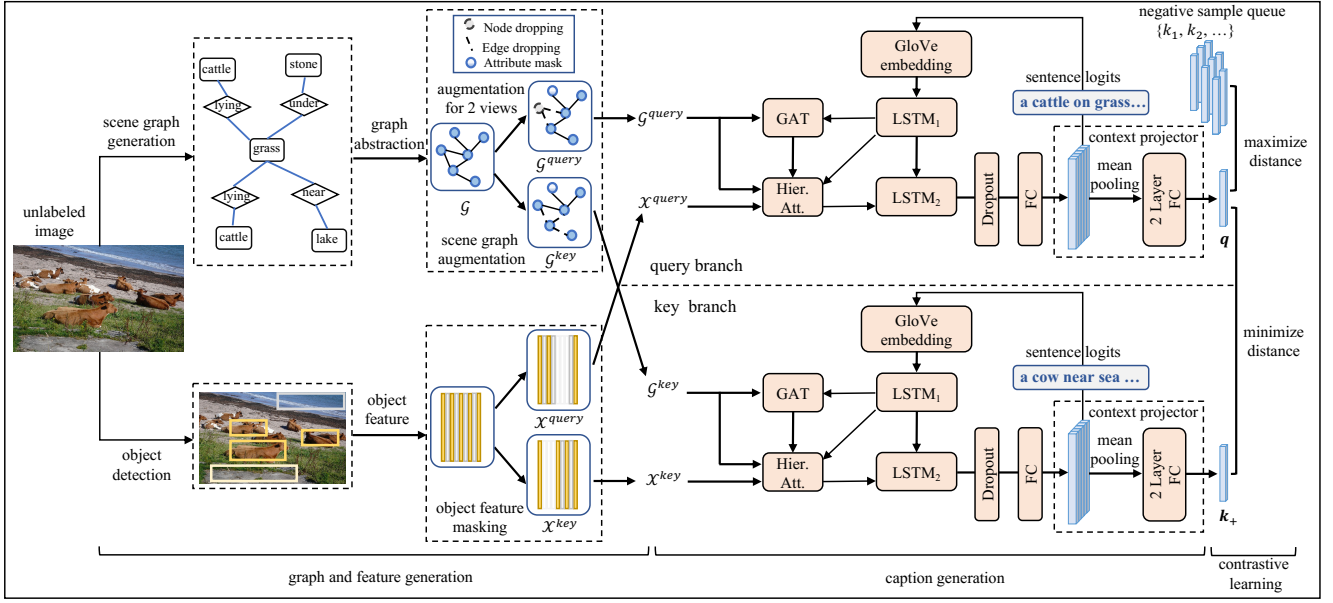 unlabeled
image
scene graph
generation
cattle
stone
lying
under
grass
lying
near
cattle
lake
graph
abstraction
Node dropping
Edge dropping
Attribute mask
augmentation
for 2 views
𝒢
𝒢^query
𝒢^key
scene graph
augmentation
object
detection
object
feature
𝒳^query
𝒳^key
object feature
masking
𝒢^query
𝒳^query
query branch
GloVe
embedding
GAT
LSTM₁
Hier.
Att.
LSTM₂
Dropout
FC
sentence logits
a cattle on grass…
context projector
mean
pooling
2 Layer
FC
negative sample queue
{k₁, k₂, …}
q
maximize
distance
key branch
𝒢^key
𝒳^key
GloVe
embedding
GAT
LSTM₁
Hier.
Att.
LSTM₂
Dropout
FC
sentence logits
a cow near sea …
context projector
mean
pooling
2 Layer
FC
k₊
minimize
distance
graph and feature generation
caption generation
contrastive
learning